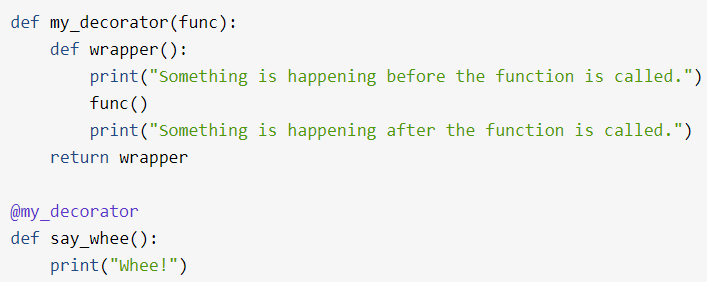 def my_decorator(func):
    def wrapper():
        print("Something is happening before the function is called.")
        func()
        print("Something is happening after the function is called.")
    return wrapper

@my_decorator
def say_whee():
    print("Whee!")